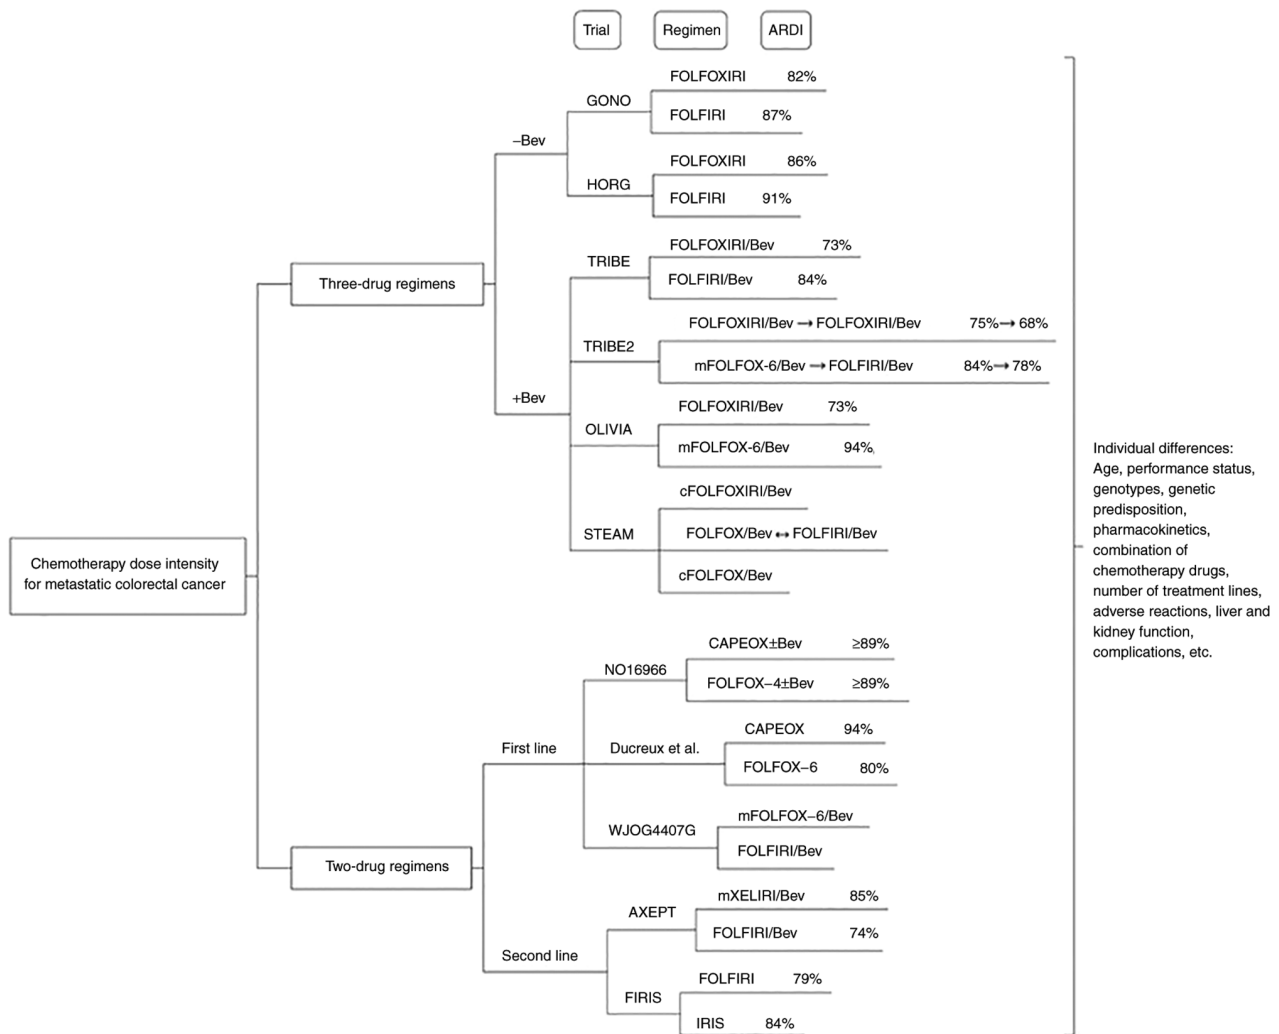 Trial Regimen ARDI
FOLFOXIRI 82%
GONO
FOLFIRI 87%
–Bev
FOLFOXIRI 86%
HORG
FOLFIRI 91%
FOLFOXIRI/Bev 73%
TRIBE
FOLFIRI/Bev 84%
Three-drug regimens
FOLFOXIRI/Bev → FOLFOXIRI/Bev 75% → 68%
TRIBE2
mFOLFOX-6/Bev → FOLFIRI/Bev 84% → 78%
+Bev
FOLFOXIRI/Bev 73%
OLIVIA
mFOLFOX-6/Bev 94%
cFOLFOXIRI/Bev
STEAM
FOLFOX/Bev ↔ FOLFIRI/Bev
cFOLFOX/Bev
Chemotherapy dose intensity
for metastatic colorectal cancer
CAPEOX±Bev ≥89%
NO16966
FOLFOX–4±Bev ≥89%
CAPEOX 94%
First line
Ducreux et al.
FOLFOX–6 80%
mFOLFOX–6/Bev
WJOG4407G
FOLFIRI/Bev
Two-drug regimens
mXELIRI/Bev 85%
AXEPT
FOLFIRI/Bev 74%
Second line
FOLFIRI 79%
FIRIS
IRIS 84%
Individual differences:
Age, performance status,
genotypes, genetic
predisposition,
pharmacokinetics,
combination of
chemotherapy drugs,
number of treatment lines,
adverse reactions, liver and
kidney function,
complications, etc.